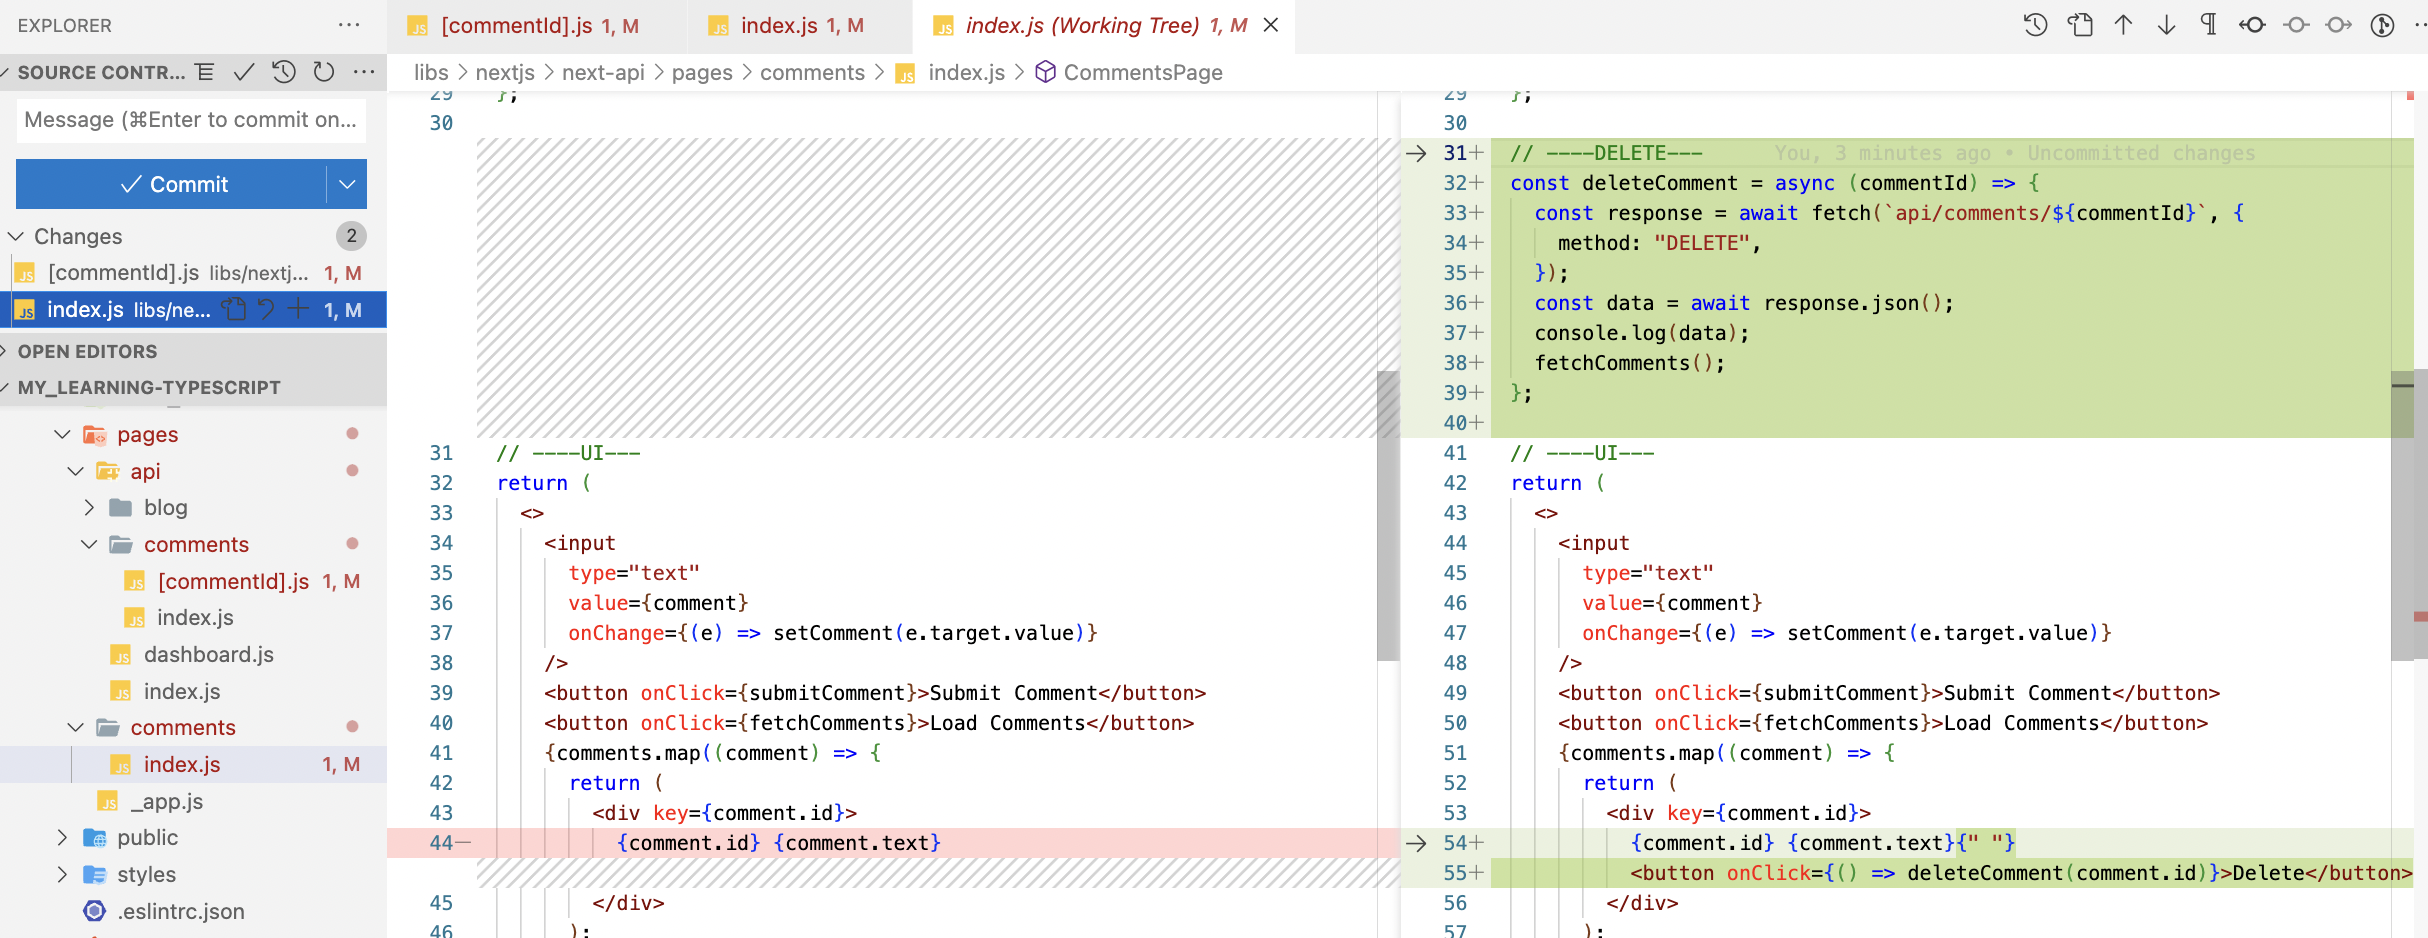 EXPLORER
SOURCE CONTR...
Message (⌘Enter to commit on...
Commit
Changes 2
[commentId].js libs/nextj... 1, M
index.js libs/ne... 1, M
OPEN EDITORS
MY_LEARNING-TYPESCRIPT
pages
api
blog
comments
[commentId].js 1, M
index.js
dashboard.js
index.js
comments
index.js 1, M
_app.js
public
styles
.eslintrc.json
[commentId].js 1, M
index.js 1, M
index.js (Working Tree) 1, M
libs > nextjs > next-api > pages > comments > index.js > CommentsPage
29 };
30
31 // ----UI---
32 return (
33 <>
34 <input
35 type="text"
36 value={comment}
37 onChange={(e) => setComment(e.target.value)}
38 />
39 <button onClick={submitComment}>Submit Comment</button>
40 <button onClick={fetchComments}>Load Comments</button>
41 {comments.map((comment) => {
42 return (
43 <div key={comment.id}>
44— {comment.id} {comment.text}
45 </div>
46 );
29 };
30
31+ // ----DELETE--- You, 3 minutes ago • Uncommitted changes
32+ const deleteComment = async (commentId) => {
33+ const response = await fetch(`api/comments/${commentId}`, {
34+ method: "DELETE",
35+ });
36+ const data = await response.json();
37+ console.log(data);
38+ fetchComments();
39+ };
40+
41 // ----UI---
42 return (
43 <>
44 <input
45 type="text"
46 value={comment}
47 onChange={(e) => setComment(e.target.value)}
48 />
49 <button onClick={submitComment}>Submit Comment</button>
50 <button onClick={fetchComments}>Load Comments</button>
51 {comments.map((comment) => {
52 return (
53 <div key={comment.id}>
54+ {comment.id} {comment.text}{" "}
55+ <button onClick={() => deleteComment(comment.id)}>Delete</button>
56 </div>
57 );